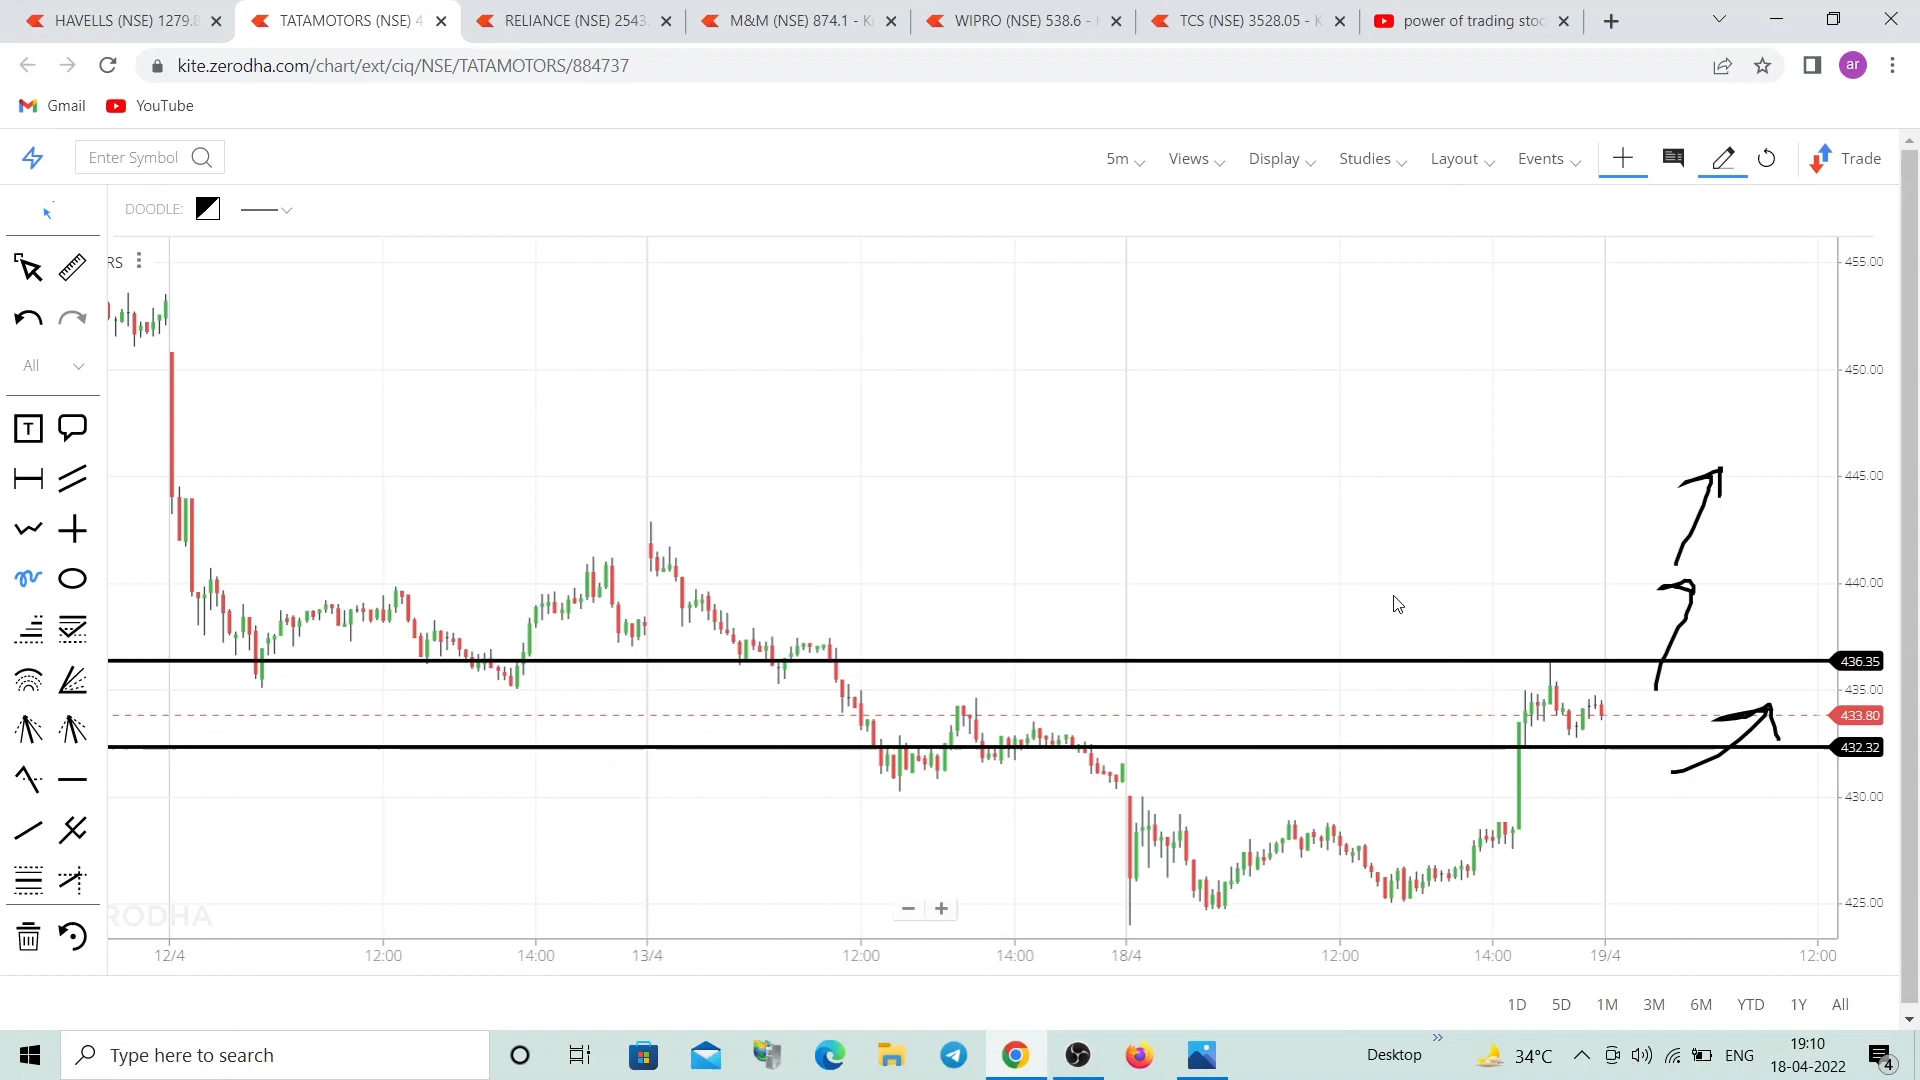 HAVELLS (NSE) 1279.8
TATAMOTORS (NSE) 4
RELIANCE (NSE) 2543.
M&M (NSE) 874.1 - Ki
WIPRO (NSE) 538.6 -
TCS (NSE) 3528.05 - K
power of trading stoc
kite.zerodha.com/chart/ext/ciq/NSE/TATAMOTORS/884737
ar
Gmail
YouTube
Enter Symbol
5m
Views
Display
Studies
Layout
Events
Trade
DOODLE:
RS
All
T
455.00
450.00
445.00
440.00
436.35
435.00
433.80
432.32
430.00
425.00
ERODHA
12/4
12:00
14:00
13/4
12:00
14:00
18/4
12:00
14:00
19/4
12:00
1D
5D
1M
3M
6M
YTD
1Y
All
Type here to search
Desktop
34°C
ENG
19:10
18-04-2022
4